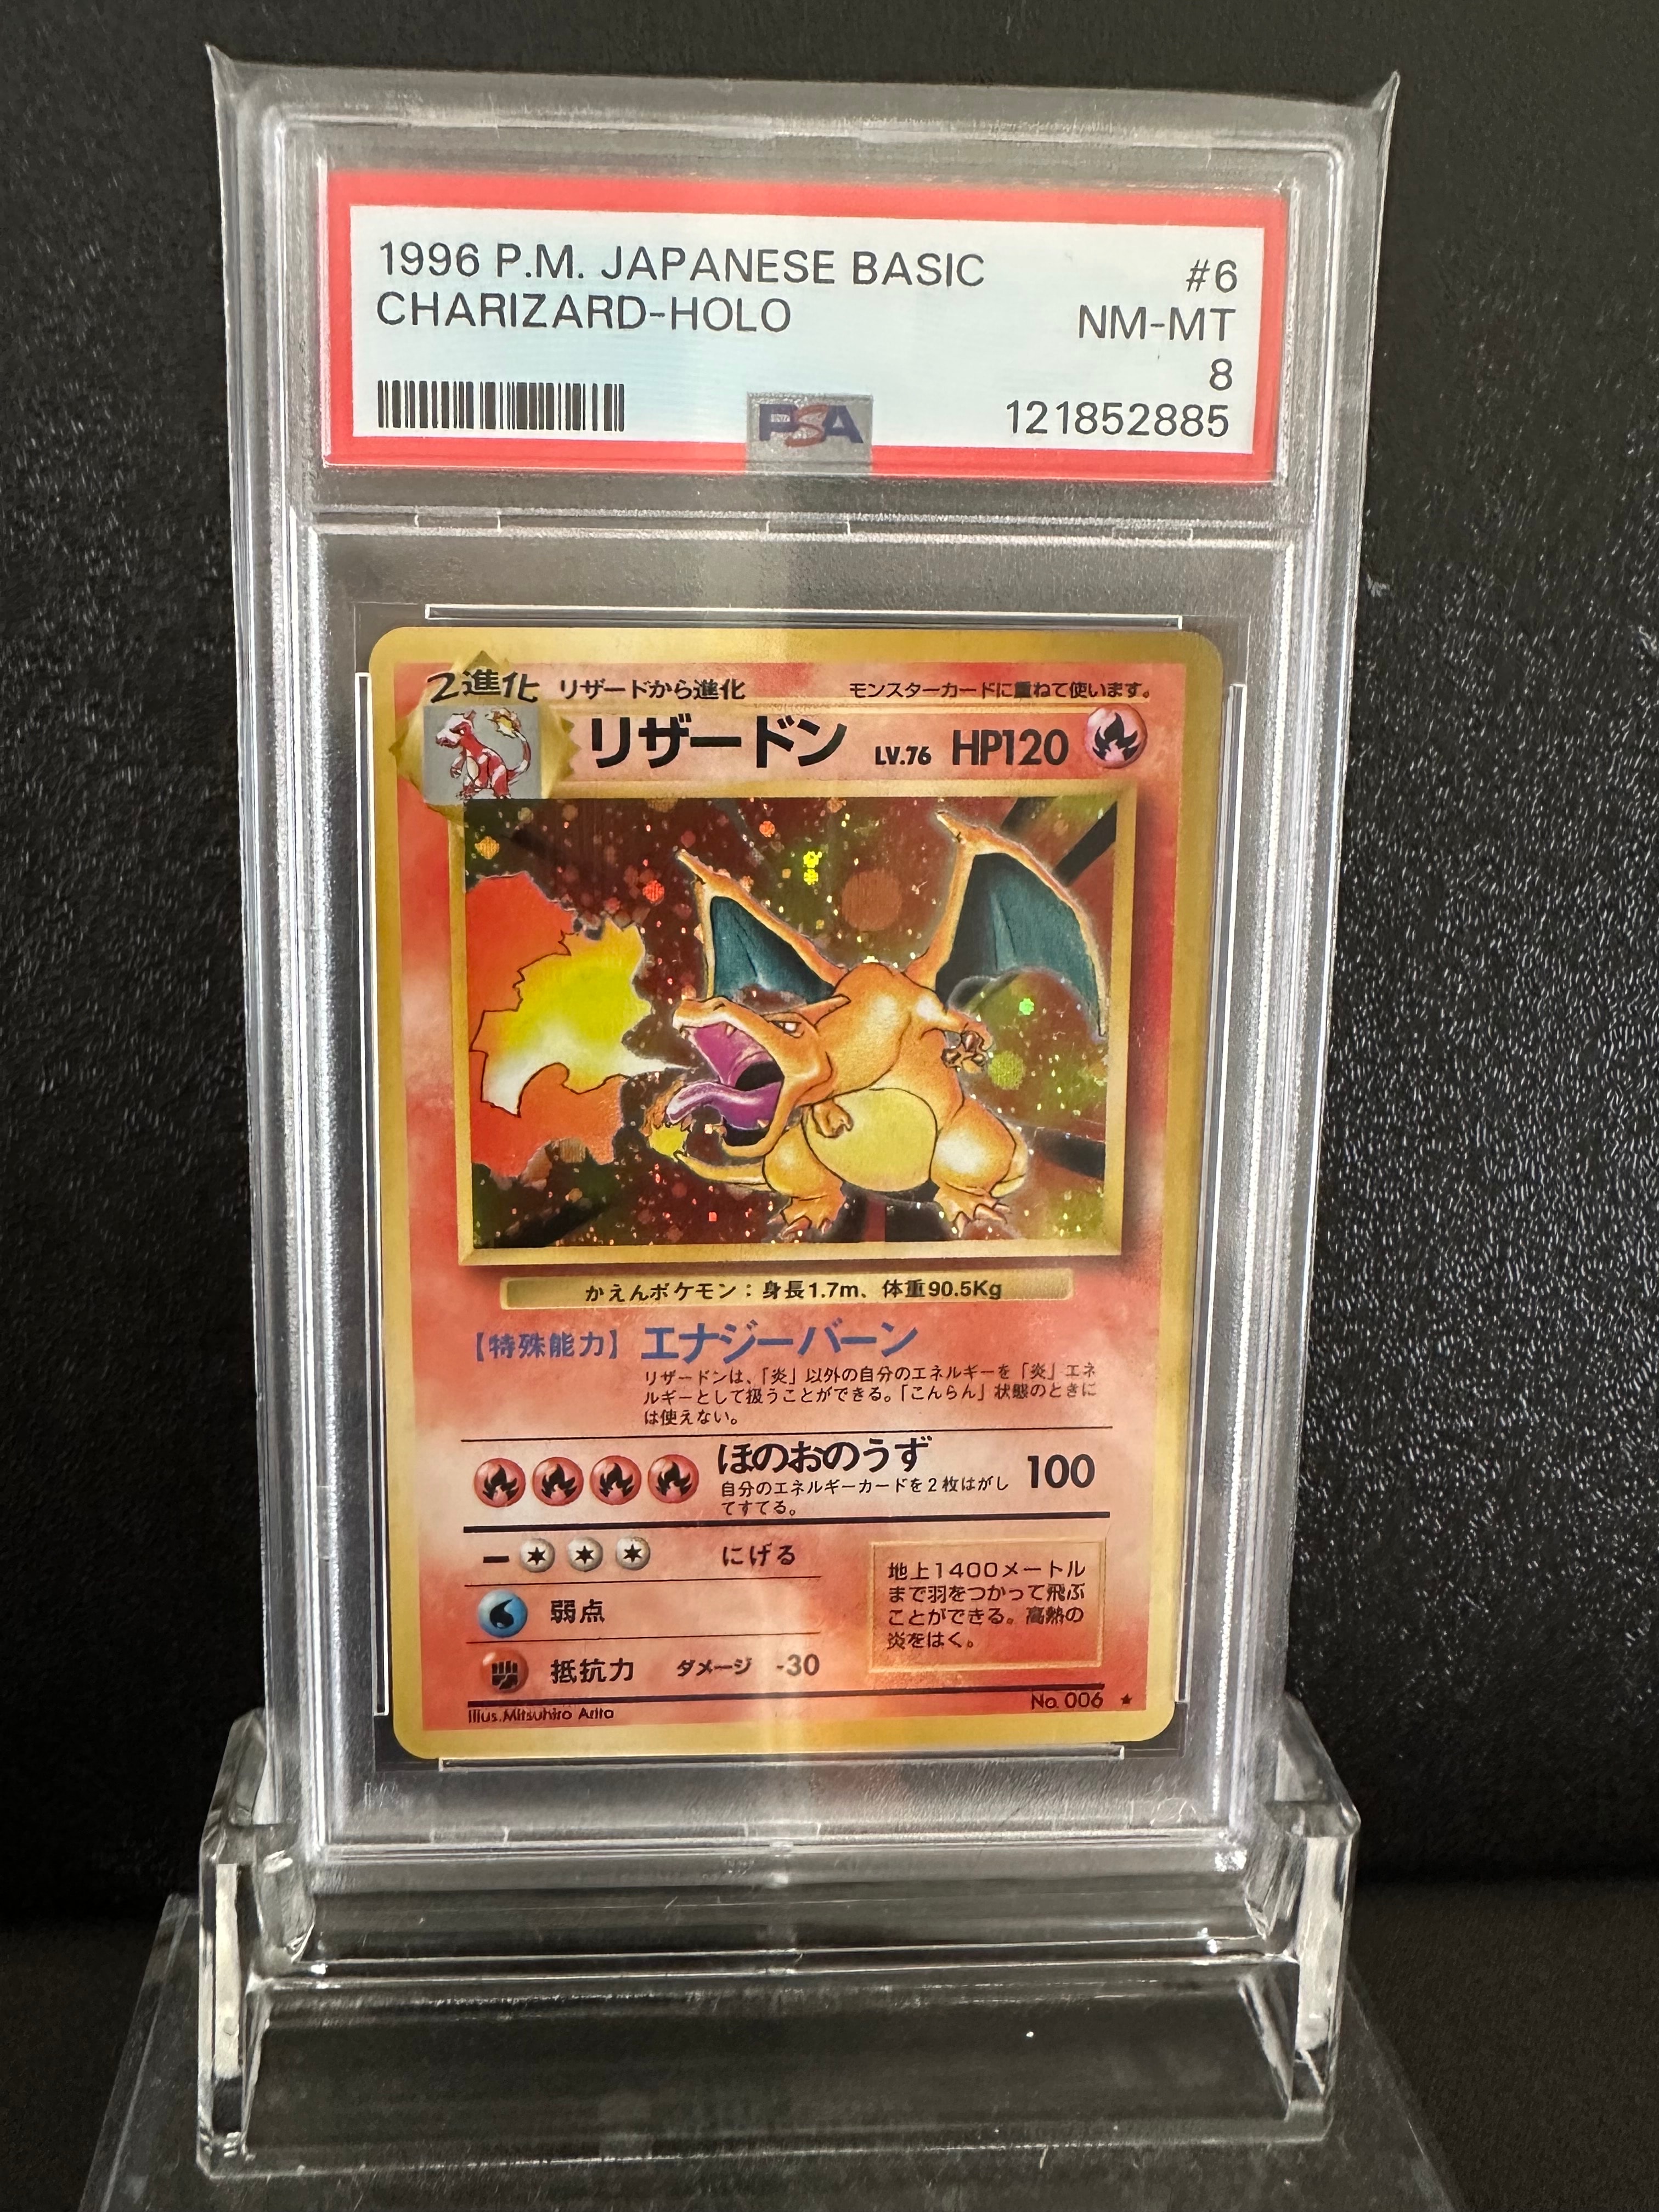 1996 P.M. JAPANESE BASIC #6
CHARIZARD-HOLO NM-MT
8
PSA 121852885
2進化 リザードから進化 モンスターカードに重ねて使います。
リザードン LV.76 HP120
かえんポケモン：身長1.7m、体重90.5Kg
【特殊能力】 エナジーバーン
リザードンは、「炎」以外の自分のエネルギーを「炎」エネ
ルギーとして扱うことができる。「こんらん」状態のときに
は使えない。
ほのおのうず 100
自分のエネルギーカードを2枚はがし
てすてる。
にげる
弱点
抵抗力 ダメージ -30
地上1400メートル
まで羽をつかって飛ぶ
ことができる。高熱の
炎をはく。
Illus.Mitsuhiro Arita No. 006 ★